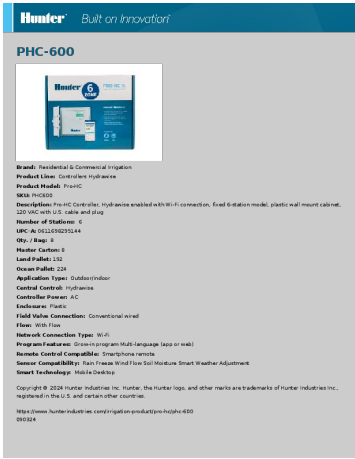 Hunter® Built on Innovation®
PHC-600
Hunter
6
ZONE
Brand: Residential & Commercial Irrigation
Product Line: Controllers Hydrawise
Product Model: Pro-HC
SKU: PHC600
Description: Pro-HC Controller, Hydrawise enabled with Wi-Fi connection, fixed 6-station model, plastic wall mount cabinet,
120 VAC with U.S. cable and plug
Number of Stations: 6
UPC-A: 0611698295144
Qty. / Bag: 8
Master Carton: 8
Land Pallet: 192
Ocean Pallet: 224
Application Type: Outdoor/Indoor
Central Control: Hydrawise
Controller Power: AC
Enclosure: Plastic
Field Valve Connection: Conventional wired
Flow: With Flow
Network Connection Type: Wi-Fi
Program Features: Grow-in program Multi-language (app or web)
Remote Control Compatible: Smartphone remote
Sensor Compatibility: Rain Freeze Wind Flow Soil Moisture Smart Weather Adjustment
Smart Technology: Mobile Desktop
Copyright © 2024 Hunter Industries Inc. Hunter, the Hunter logo, and other marks are trademarks of Hunter Industries Inc.,
registered in the U.S. and certain other countries.
https://www.hunterindustries.com/irrigation-product/pro-hc/phc-600
090324